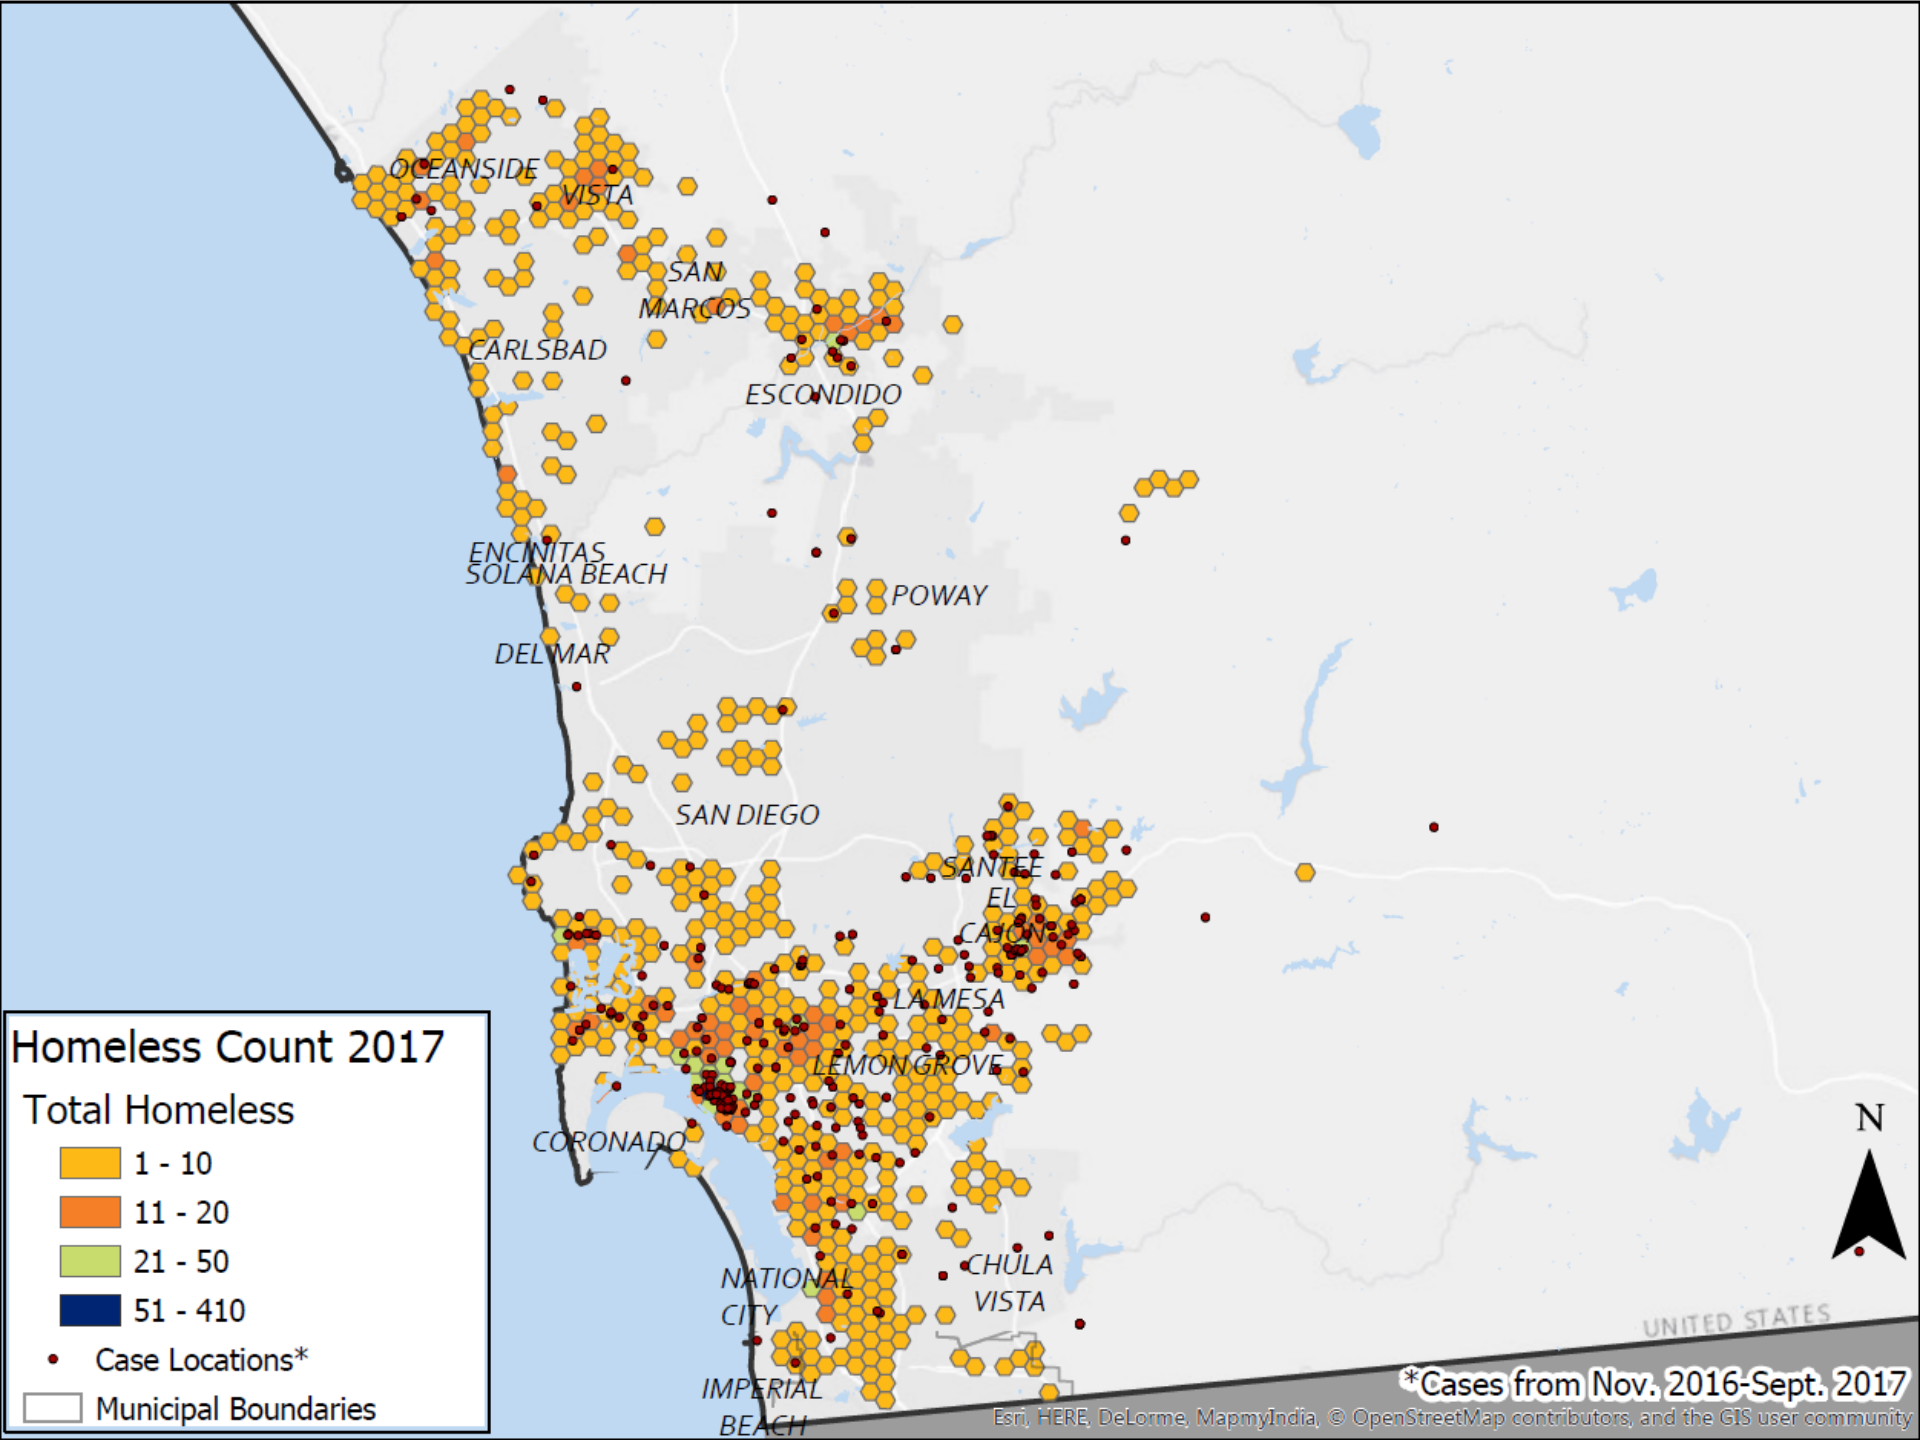 OCEANSIDE
VISTA
SAN
MARCOS
CARLSBAD
ESCONDIDO
ENCINITAS
SOLANA BEACH
POWAY
DEL MAR
SAN DIEGO
SANTEE
EL
CAJON
LA MESA
LEMON GROVE
CORONADO
CHULA
VISTA
NATIONAL
CITY
IMPERIAL
BEACH
Homeless Count 2017
Total Homeless
1 - 10
11 - 20
21 - 50
51 - 410
Case Locations*
Municipal Boundaries
N
UNITED STATES
*Cases from Nov. 2016-Sept. 2017
Esri, HERE, DeLorme, MapmyIndia, © OpenStreetMap contributors, and the GIS user community